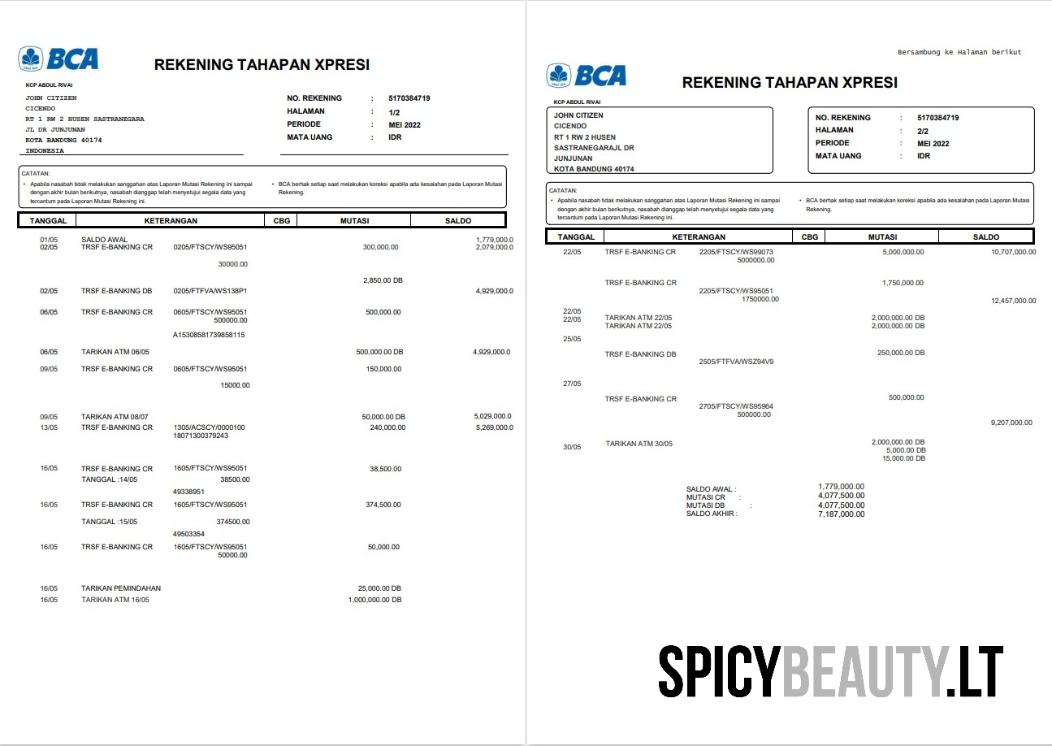 BCA
REKENING TAHAPAN XPRESI
KCP ABDUL RIVAI
JOHN CITIZEN
CICENDO
RT 1 RW 2 HUSEN SASTRANEGARA
JL DR JUNJUNAN
KOTA BANDUNG 40174
INDONESIA
NO. REKENING : 5170384719
HALAMAN : 1/2
PERIODE : MEI 2022
MATA UANG : IDR
CATATAN:
• Apabila nasabah tidak melakukan sanggahan atas Laporan Mutasi Rekening ini sampai
dengan akhir bulan berikutnya, nasabah dianggap telah menyetujui segala data yang
tercantum pada Laporan Mutasi Rekening ini.
• BCA berhak setiap saat melakukan koreksi apabila ada kesalahan pada Laporan Mutasi
Rekening.
TANGGAL KETERANGAN CBG MUTASI SALDO
01/05 SALDO AWAL 1,779,000.0
02/05 TRSF E-BANKING CR 0205/FTSCY/WS95051 300,000.00 2,079,000.0
30000.00
2,850.00 DB
02/05 TRSF E-BANKING DB 0205/FTFVA/WS138P1 4,929,000.0
06/05 TRSF E-BANKING CR 0605/FTSCY/WS95051 500,000.00
500000.00
A15308581739858115
06/05 TARIKAN ATM 06/05 500,000.00 DB 4,929,000.0
09/05 TRSF E-BANKING CR 0605/FTSCY/WS95051 150,000.00
15000.00
09/05 TARIKAN ATM 08/07 50,000.00 DB 5,029,000.0
13/05 TRSF E-BANKING CR 1305/ACSCY/0000100 240,000.00 5,269,000.0
18071300379243
16/05 TRSF E-BANKING CR 1605/FTSCY/WS95051 38,500.00
TANGGAL :14/05 38500.00
49338951
16/05 TRSF E-BANKING CR 1605/FTSCY/WS95051 374,500.00
TANGGAL :15/05 374500.00
49503354
16/05 TRSF E-BANKING CR 1605/FTSCY/WS95051 50,000.00
50000.00
16/05 TARIKAN PEMINDAHAN 25,000.00 DB
16/05 TARIKAN ATM 16/05 1,000,000.00 DB
Bersambung ke Halaman berikut
BCA
REKENING TAHAPAN XPRESI
KCP ABDUL RIVAI
JOHN CITIZEN
CICENDO
RT 1 RW 2 HUSEN
SASTRANEGARAJL DR
JUNJUNAN
KOTA BANDUNG 40174
NO. REKENING : 5170384719
HALAMAN : 2/2
PERIODE : MEI 2022
MATA UANG : IDR
CATATAN:
• Apabila nasabah tidak melakukan sanggahan atas Laporan Mutasi Rekening ini sampai
dengan akhir bulan berikutnya, nasabah dianggap telah menyetujui segala data yang
tercantum pada Laporan Mutasi Rekening ini.
• BCA berhak setiap saat melakukan koreksi apabila ada kesalahan pada Laporan Mutasi
Rekening.
TANGGAL KETERANGAN CBG MUTASI SALDO
22/05 TRSF E-BANKING CR 2205/FTSCY/WS99073 5,000,000.00 10,707,000.00
5000000.00
TRSF E-BANKING CR 1,750,000.00
2205/FTSCY/WS95051
1750000.00 12,457,000.00
22/05
22/05 TARIKAN ATM 22/05 2,000,000.00 DB
TARIKAN ATM 22/05 2,000,000.00 DB
25/05
TRSF E-BANKING DB 250,000.00 DB
2505/FTFVA/WSZ94V9
27/05
TRSF E-BANKING CR 500,000.00
2705/FTSCY/WS95964
500000.00
9,207,000.00
30/05 TARIKAN ATM 30/05 2,000,000.00 DB
5,000.00 DB
15,000.00 DB
SALDO AWAL : 1,779,000.00
MUTASI CR : 4,077,500.00
MUTASI DB : 4,077,500.00
SALDO AKHIR : 7,187,000.00
SPICYBEAUTY.LT